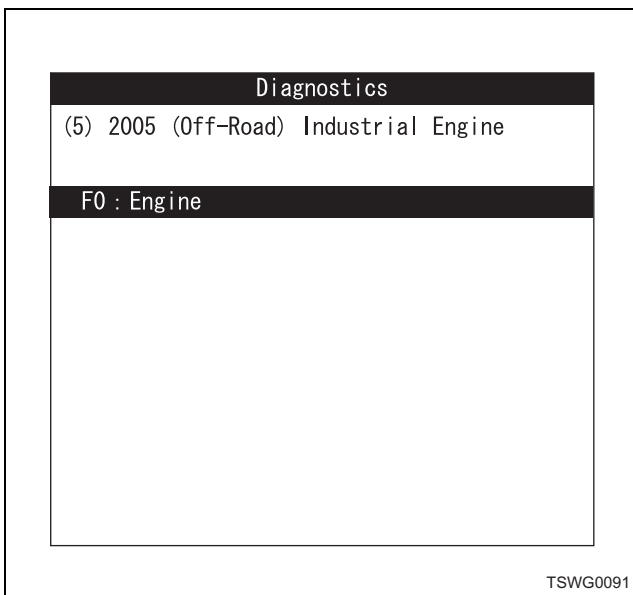 Diagnostics
(5) 2005 (Off-Road) Industrial Engine
F0 : Engine
TSWG0091